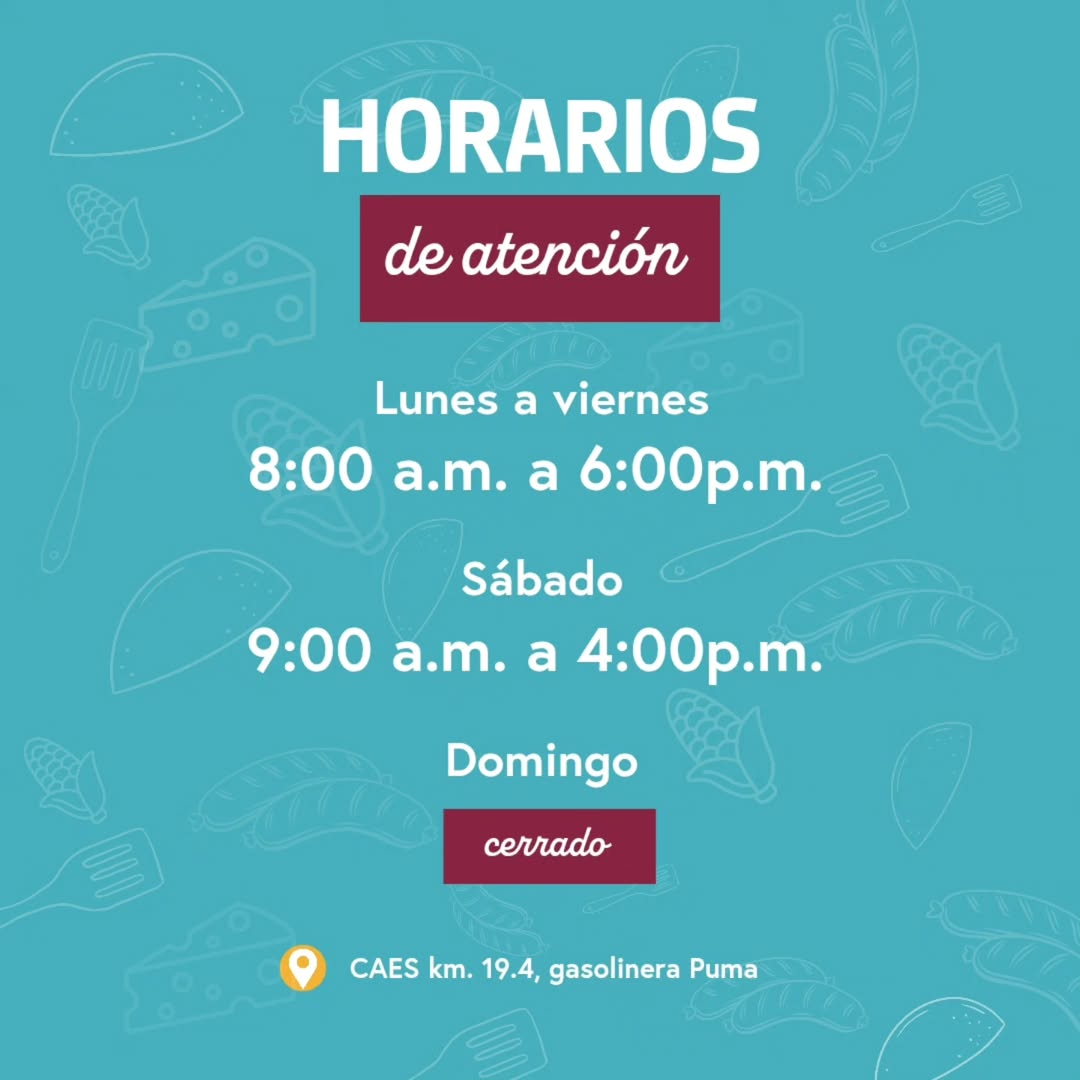 HORARIOS
de atención
Lunes a viernes
8:00 a.m. a 6:00p.m.
Sábado
9:00 a.m. a 4:00p.m.
Domingo
cerrado
CAES km. 19.4, gasolinera Puma